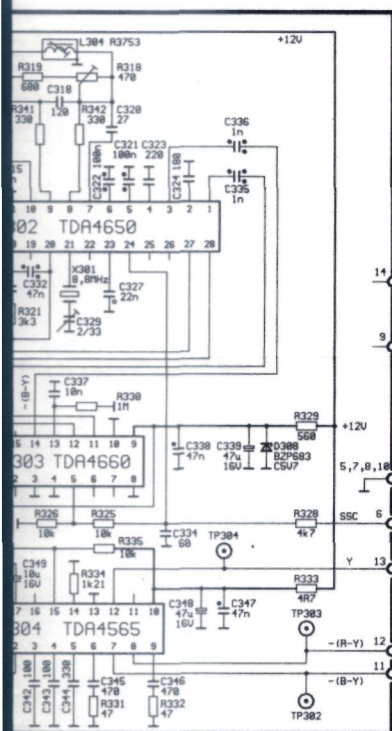 L304 A3753
+12V
R319
680
R318
470
C318
120
R341
330
R342
330
C320
27
C336
1n
C322 100n
C321
100n
C323
220
C324 180
C335
1n
10 9 8 7 6 5 4 3 2 1
302 TDA4650
19 20 21 22 23 24 25 26 27 28
C332
47n
X301
8,8MHz
C327
22n
R321
3k3
C329
2/33
14
9
-(B-Y)
C337
10n
R330
1M
15 14 13 12 11 10 9
303 TDA4660
2 3 4 5 6 7 8
C338
47n
C339
47u
16V
D308
BZP683
C5V7
R329
560
+12V
5,7,8,10
R326
10k
R325
10k
R335
10k
C334
68
TP304
R328
4k7
SSC
6
Y
13
C349
10u
16V
R334
1k21
17 16 15 14 13 12 11 10
304 TDA4565
2 3 4 5 6 7 8 9
C348
47u
16V
C347
47n
R333
4R7
TP303
-(R-Y)
12
-(B-Y)
11
TP302
C342 100
C343 100
C344 330
C345
470
R331
47
C346
470
R332
47